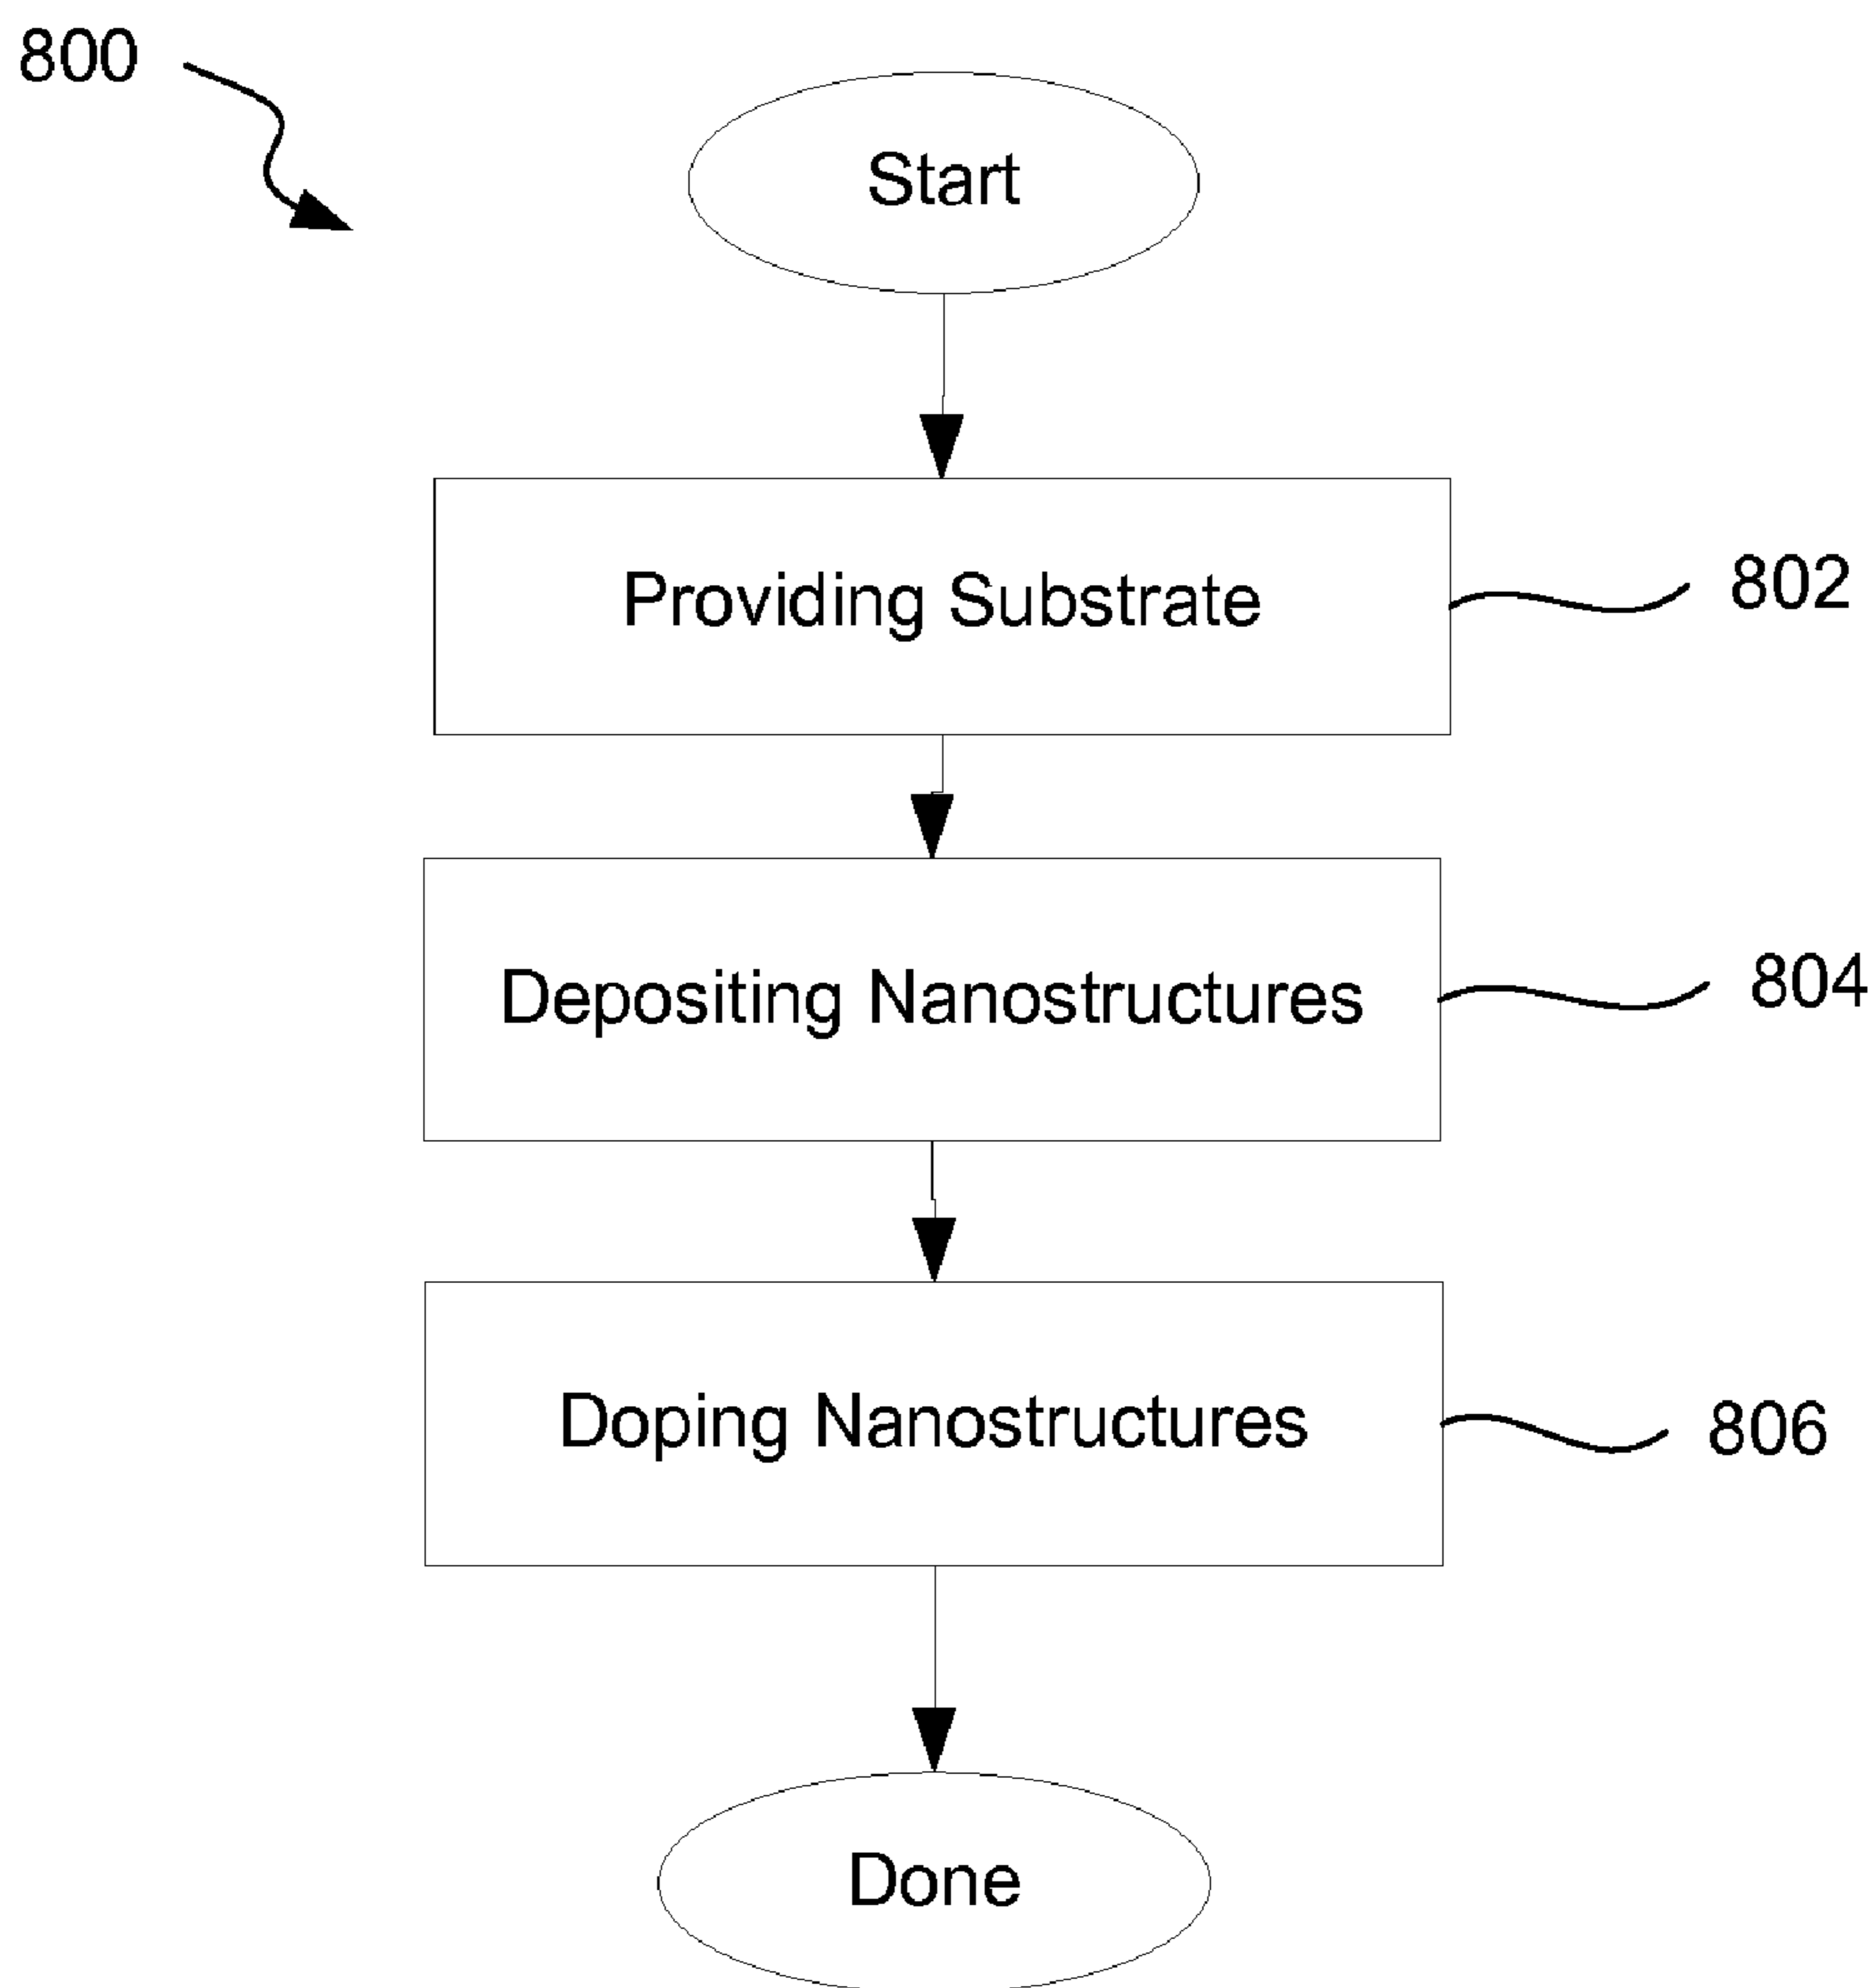 800
Start
Providing Substrate
802
Depositing Nanostructures
804
Doping Nanostructures
806
Done